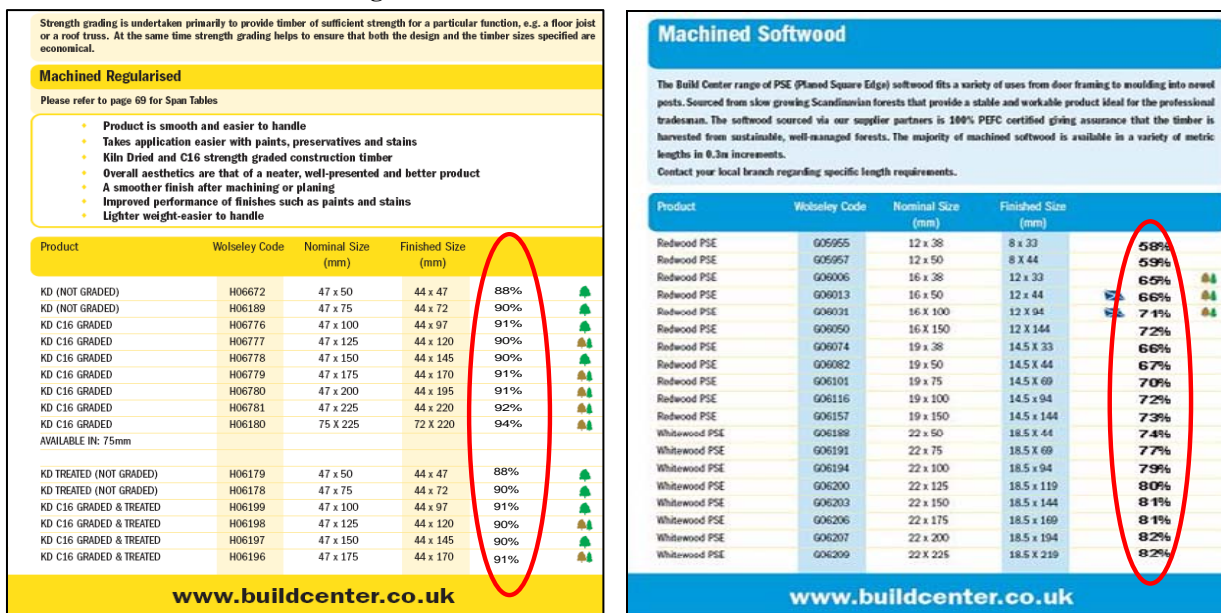 Strength grading is undertaken primarily to provide timber of sufficient strength for a particular function, e.g. a floor joist
or a roof truss. At the same time strength grading helps to ensure that both the design and the timber sizes specified are
economical.
Machined Regularised
Please refer to page 69 for Span Tables
Product is smooth and easier to handle
Takes application easier with paints, preservatives and stains
Kiln Dried and C16 strength graded construction timber
Overall aesthetics are that of a neater, well-presented and better product
A smoother finish after machining or planing
Improved performance of finishes such as paints and stains
Lighter weight-easier to handle
Product Wolseley Code Nominal Size Finished Size
(mm) (mm)
KD (NOT GRADED) H06672 47 x 50 44 x 47 88%
KD (NOT GRADED) H06189 47 x 75 44 x 72 90%
KD C16 GRADED H06776 47 x 100 44 x 97 91%
KD C16 GRADED H06777 47 x 125 44 x 120 90%
KD C16 GRADED H06778 47 x 150 44 x 145 90%
KD C16 GRADED H06779 47 x 175 44 x 170 91%
KD C16 GRADED H06780 47 x 200 44 x 195 91%
KD C16 GRADED H06781 47 x 225 44 x 220 92%
KD C16 GRADED H06180 75 X 225 72 X 220 94%
AVAILABLE IN: 75mm
KD TREATED (NOT GRADED) H06179 47 x 50 44 x 47 88%
KD TREATED (NOT GRADED) H06178 47 x 75 44 x 72 90%
KD C16 GRADED & TREATED H06199 47 x 100 44 x 97 91%
KD C16 GRADED & TREATED H06198 47 x 125 44 x 120 90%
KD C16 GRADED & TREATED H06197 47 x 150 44 x 145 90%
KD C16 GRADED & TREATED H06196 47 x 175 44 x 170 91%
www.buildcenter.co.uk
Machined Softwood
The Build Center range of PSE (Planed Square Edge) softwood fits a variety of uses from door framing to moulding into newel
posts. Sourced from slow growing Scandinavian forests that provide a stable and workable product ideal for the professional
tradesman. The softwood sourced via our supplier partners is 100% PEFC certified giving assurance that the timber is
harvested from sustainable, well-managed forests. The majority of machined softwood is available in a variety of metric
lengths in 0.3m increments.
Contact your local branch regarding specific length requirements.
Product Wolseley Code Nominal Size Finished Size
(mm) (mm)
Redwood PSE G05955 12 x 38 8 x 33 58%
Redwood PSE G05957 12 x 50 8 X 44 59%
Redwood PSE G06006 16 x 38 12 x 33 65%
Redwood PSE G06013 16 x 50 12 x 44 66%
Redwood PSE G06031 16 X 100 12 X 94 71%
Redwood PSE G06050 16 X 150 12 X 144 72%
Redwood PSE G06074 19 x 38 14.5 X 33 66%
Redwood PSE G06082 19 x 50 14.5 X 44 67%
Redwood PSE G06101 19 x 75 14.5 X 69 70%
Redwood PSE G06116 19 x 100 14.5 x 94 72%
Redwood PSE G06157 19 x 150 14.5 x 144 73%
Whitewood PSE G06188 22 x 50 18.5 X 44 74%
Whitewood PSE G06191 22 x 75 18.5 X 69 77%
Whitewood PSE G06194 22 x 100 18.5 x 94 79%
Whitewood PSE G06200 22 x 125 18.5 x 119 80%
Whitewood PSE G06203 22 x 150 18.5 x 144 81%
Whitewood PSE G06206 22 x 175 18.5 x 169 81%
Whitewood PSE G06207 22 x 200 18.5 x 194 82%
Whitewood PSE G06209 22 X 225 18.5 X 219 82%
www.buildcenter.co.uk